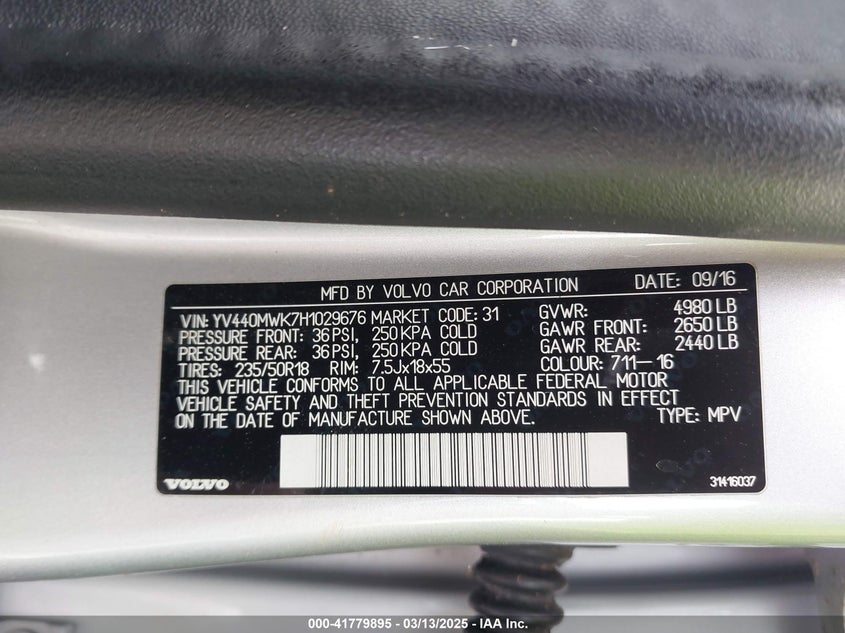 MFD BY VOLVO CAR CORPORATION DATE: 09/16
VIN: YV440MWK7H1029676 MARKET CODE: 31 GVWR: 4980 LB
PRESSURE FRONT: 36 PSI, 250 KPA COLD GAWR FRONT: 2650 LB
PRESSURE REAR: 36 PSI, 250 KPA COLD GAWR REAR: 2440 LB
TIRES: 235/50R18 RIM: 7.5Jx18x55 COLOUR: 711-16
THIS VEHICLE CONFORMS TO ALL APPLICABLE FEDERAL MOTOR
VEHICLE SAFETY AND THEFT PREVENTION STANDARDS IN EFFECT
ON THE DATE OF MANUFACTURE SHOWN ABOVE. TYPE: MPV
VOLVO 31416037
000-41779895 - 03/13/2025 - IAA Inc.